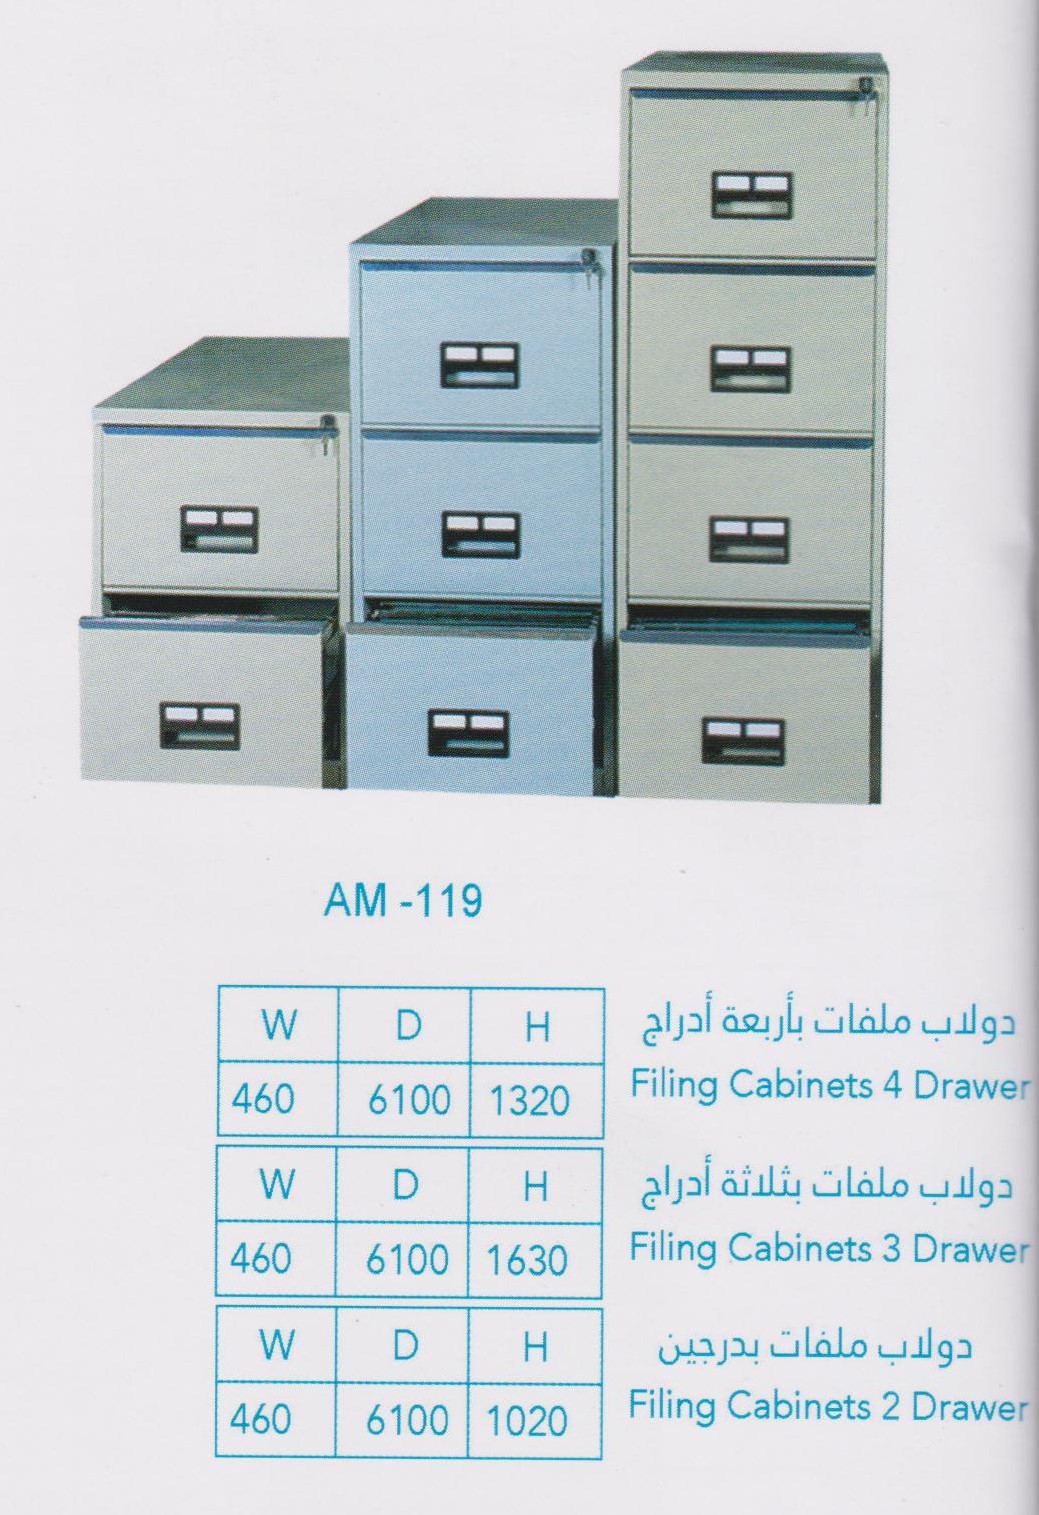 AM -119
W D H
دولاب ملفات بأربعة أدراج
460 6100 1320
Filing Cabinets 4 Drawer
W D H
دولاب ملفات بثلاثة أدراج
460 6100 1630
Filing Cabinets 3 Drawer
W D H
دولاب ملفات بدرجين
460 6100 1020
Filing Cabinets 2 Drawer